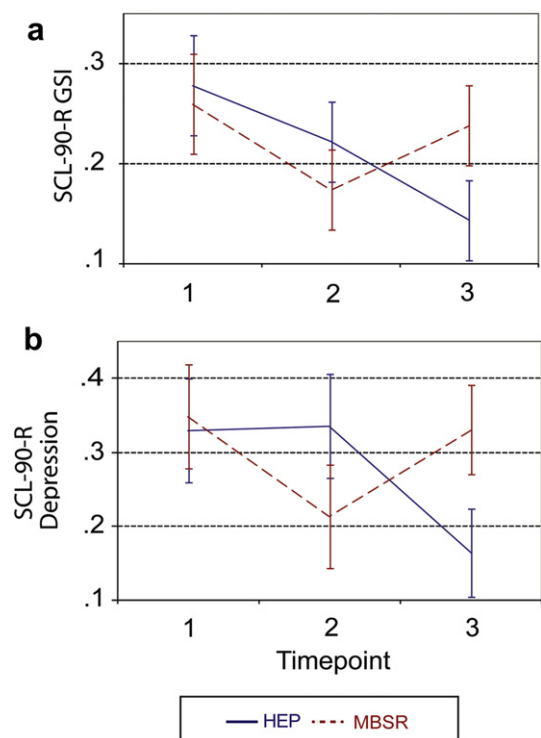 a
SCL-90-R GSI
.3
.2
.1
1 2 3
b
SCL-90-R
Depression
.4
.3
.2
.1
1 2 3
Timepoint
HEP MBSR